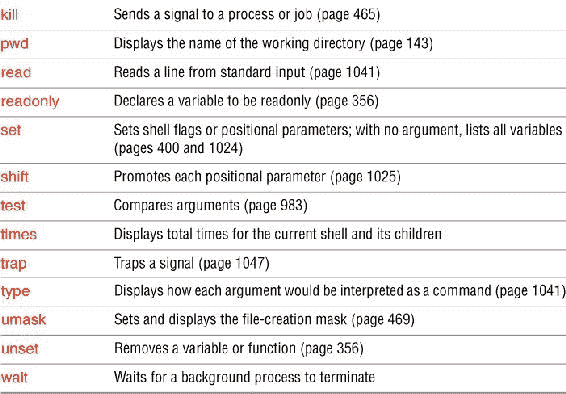 kill Sends a signal to a process or job (page 465)
pwd Displays the name of the working directory (page 143)
read Reads a line from standard input (page 1041)
readonly Declares a variable to be readonly (page 356)
set Sets shell flags or positional parameters; with no argument, lists all variables
(pages 400 and 1024)
shift Promotes each positional parameter (page 1025)
test Compares arguments (page 983)
times Displays total times for the current shell and its children
trap Traps a signal (page 1047)
type Displays how each argument would be interpreted as a command (page 1041)
umask Sets and displays the file-creation mask (page 469)
unset Removes a variable or function (page 356)
wait Waits for a background process to terminate